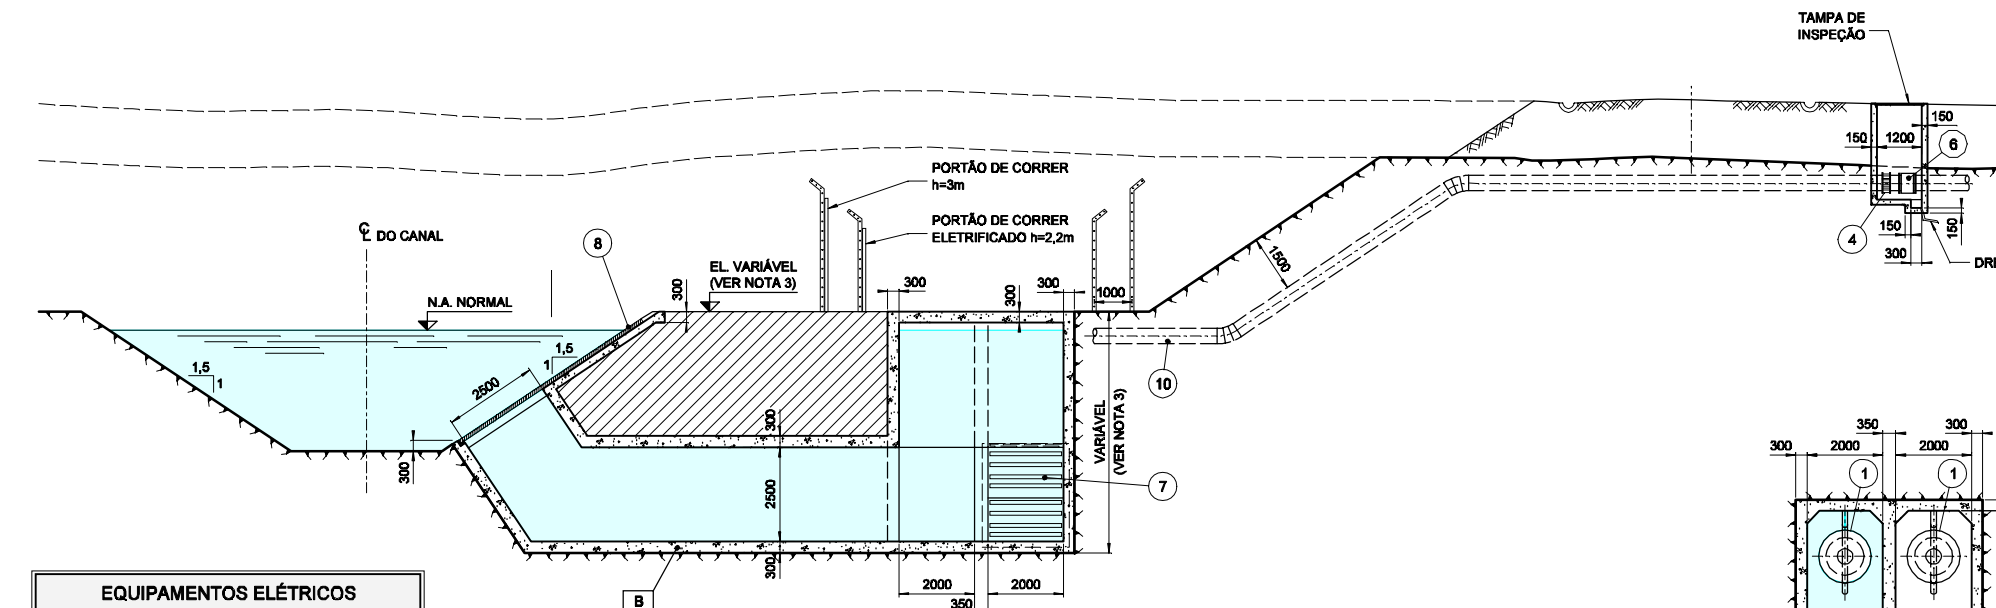 TAMPA DE
INSPEÇÃO
150
150
1200
6
PORTÃO DE CORRER
h=3m
PORTÃO DE CORRER
ELETRIFICADO h=2,2m
℄ DO CANAL
8
EL. VARIÁVEL
(VER NOTA 3)
N.A. NORMAL
300
300
300
300
1000
1500
4
150
150
300
DRE
1,5
1
1,5
1
2500
10
VARIÁVEL
(VER NOTA 3)
300
300
2500
7
300
350
300
300
2000
2000
1
1
EQUIPAMENTOS ELÉTRICOS
B
2000
2000
350